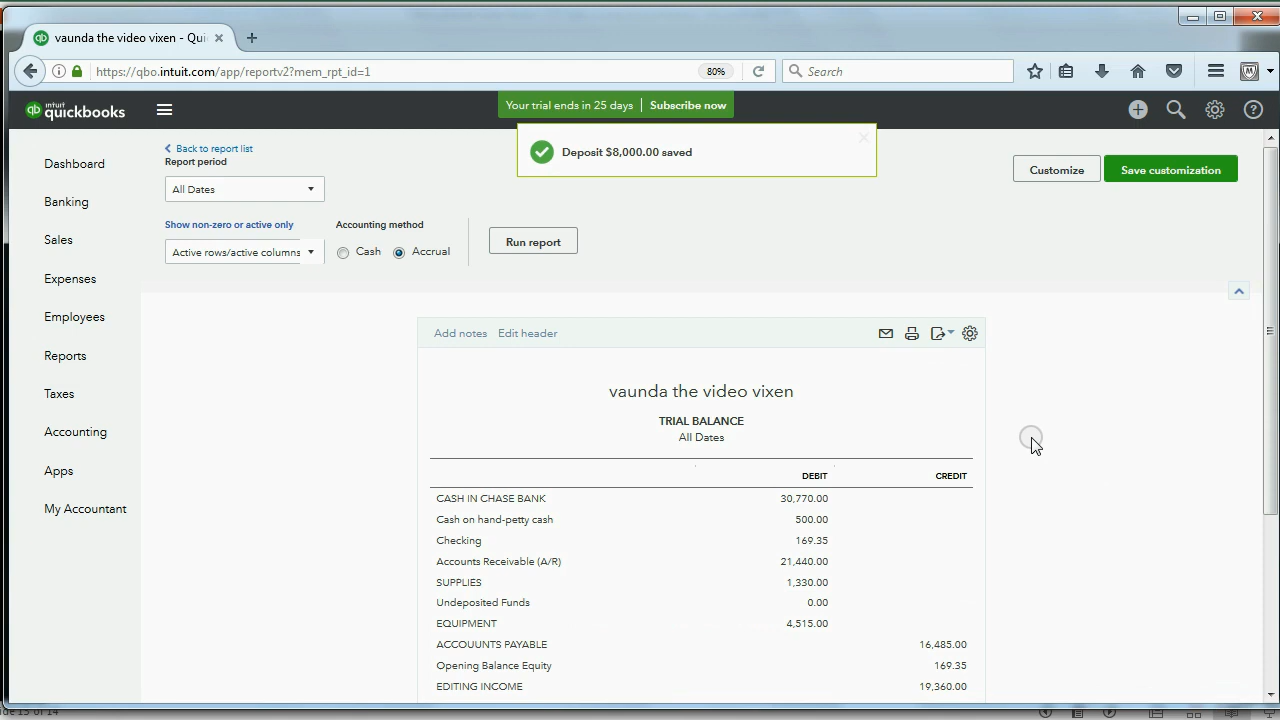 vaunda the video vixen - Qui
https://qbo.intuit.com/app/reportv2?mem_rpt_id=1
80%
Search
intuit
quickbooks
Your trial ends in 25 days
Subscribe now
Deposit $8,000.00 saved
Dashboard
Banking
Sales
Expenses
Employees
Reports
Taxes
Accounting
Apps
My Accountant
Back to report list
Report period
All Dates
Customize
Save customization
Show non-zero or active only
Accounting method
Active rows/active columns
Cash
Accrual
Run report
Add notes
Edit header
vaunda the video vixen
TRIAL BALANCE
All Dates
DEBIT CREDIT
CASH IN CHASE BANK 30,770.00
Cash on hand-petty cash 500.00
Checking 169.35
Accounts Receivable (A/R) 21,440.00
SUPPLIES 1,330.00
Undeposited Funds 0.00
EQUIPMENT 4,515.00
ACCOUUNTS PAYABLE 16,485.00
Opening Balance Equity 169.35
EDITING INCOME 19,360.00